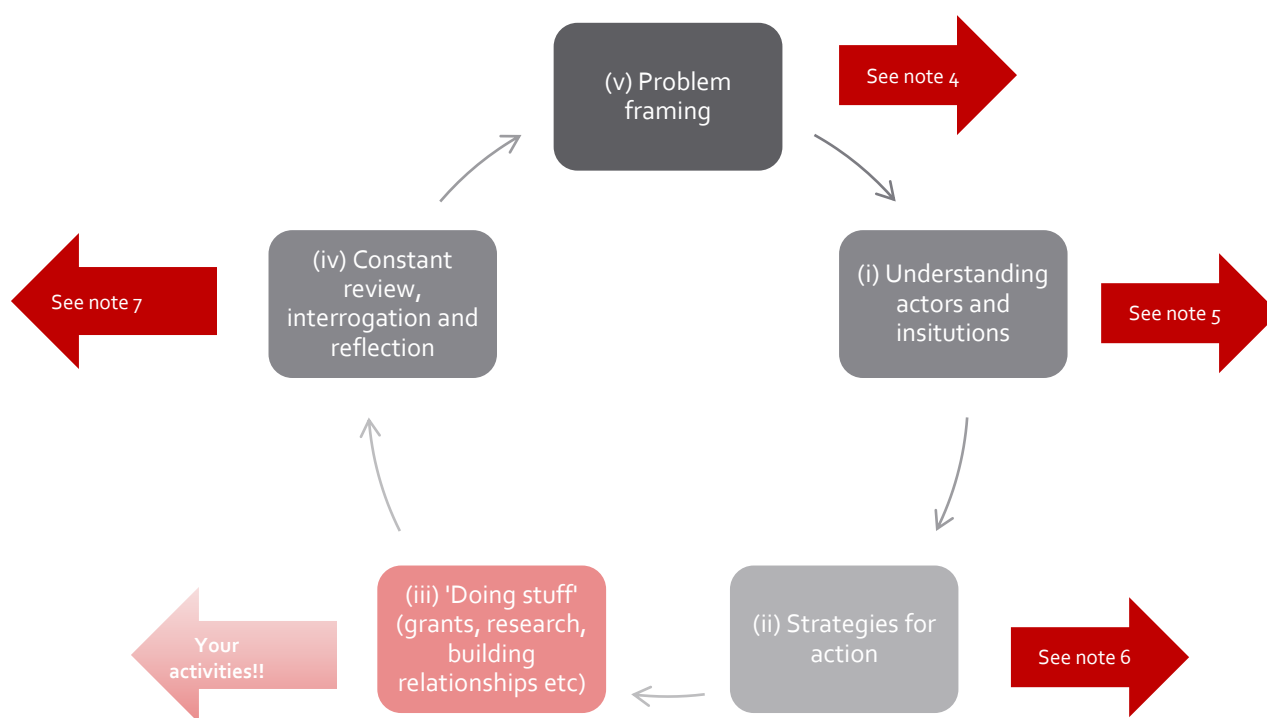 (v) Problem
framing
See note 4
(i) Understanding
actors and
insitutions
See note 5
(ii) Strategies for
action
See note 6
(iii) 'Doing stuff'
(grants, research,
building
relationships etc)
Your
activities!!
(iv) Constant
review,
interrogation and
reflection
See note 7